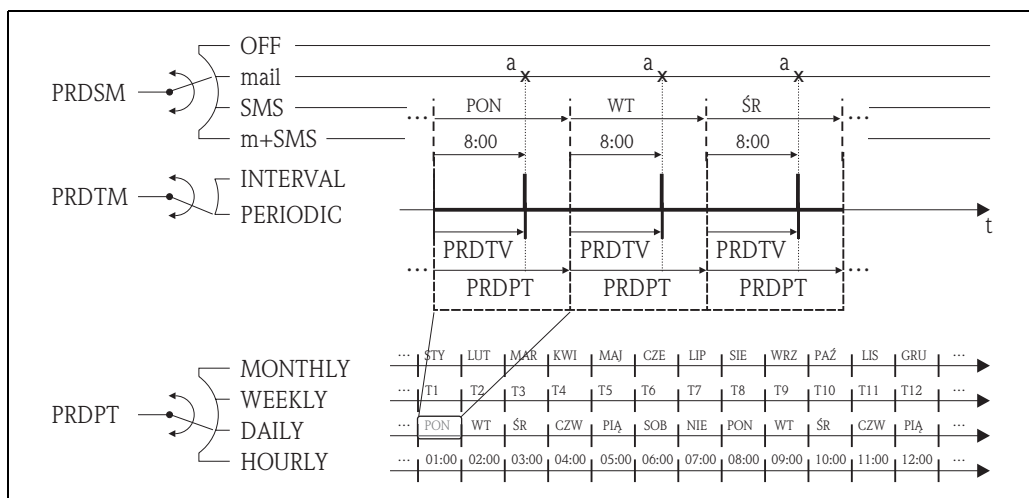 OFF
a a a
mail
PRDSM
SMS
PON WT ŚR
... ...
m+SMS
8:00 8:00 8:00
INTERVAL
PRDTM
PERIODIC
t
PRDTV PRDTV PRDTV
... ...
PRDPT PRDPT PRDPT
MONTHLY
... STY LUT MAR KWI MAJ CZE LIP SIE WRZ PAŹ LIS GRU ...
WEEKLY
... T1 T2 T3 T4 T5 T6 T7 T8 T9 T10 T11 T12 ...
PRDPT
DAILY
... PON WT ŚR CZW PIĄ SOB NIE PON WT ŚR CZW PIĄ ...
HOURLY
... 01:00 02:00 03:00 04:00 05:00 06:00 07:00 08:00 09:00 10:00 11:00 12:00 ...